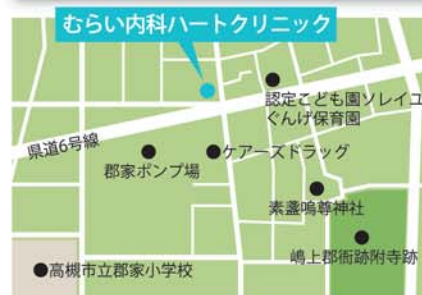 むらい内科ハートクリニック
認定こども園ソレイユ
ぐんげ保育園
県道6号線
郡家ポンプ場
ケアーズドラッグ
素盞嗚尊神社
嶋上郡衙跡附寺跡
高槻市立郡家小学校